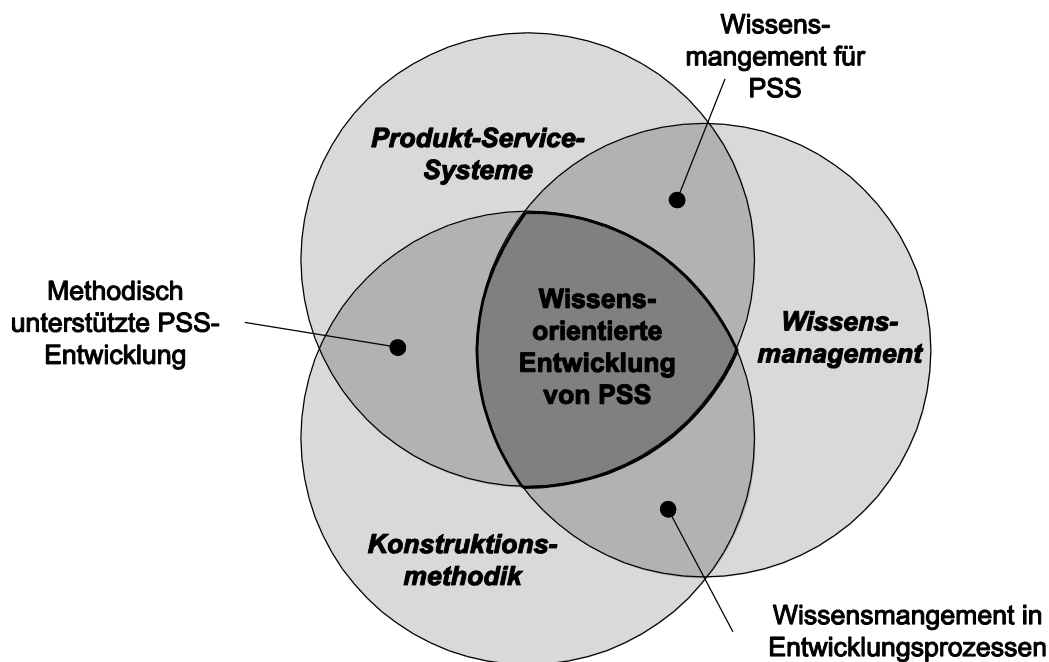 Wissens-
mangement für
PSS
Produkt-Service-
Systeme
Methodisch
unterstützte PSS-
Entwicklung
Wissens-
orientierte
Entwicklung
von PSS
Wissens-
management
Konstruktions-
methodik
Wissensmangement in
Entwicklungsprozessen